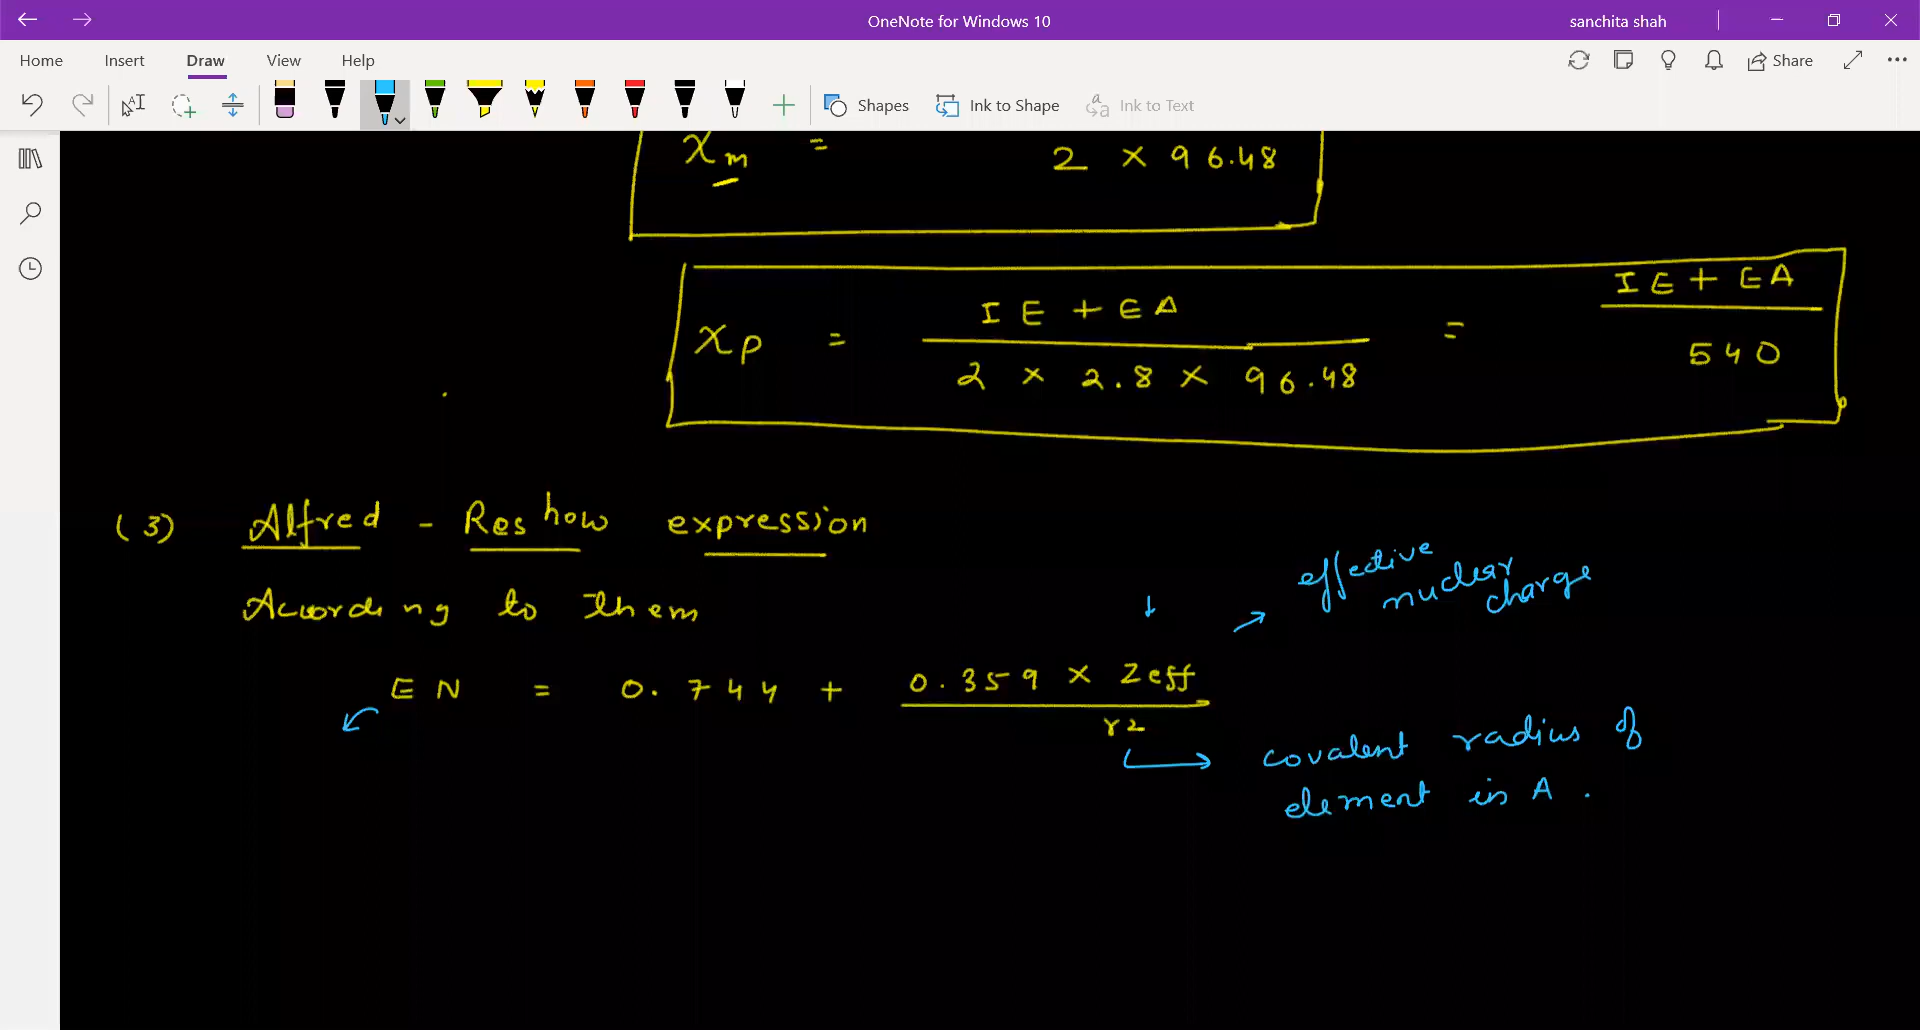 OneNote for Windows 10
sanchita shah
Home Insert Draw View Help
Share
Shapes Ink to Shape Ink to Text
χm =
2 × 96.48
χp = IE + EA = IE + EA
2 × 2.8 × 96.48 540
(3) Alfred - Reshow expression
effective
nuclear
charge
According to them
EN = 0.744 + 0.359 × Zeff
r2
covalent radius of
element in A .